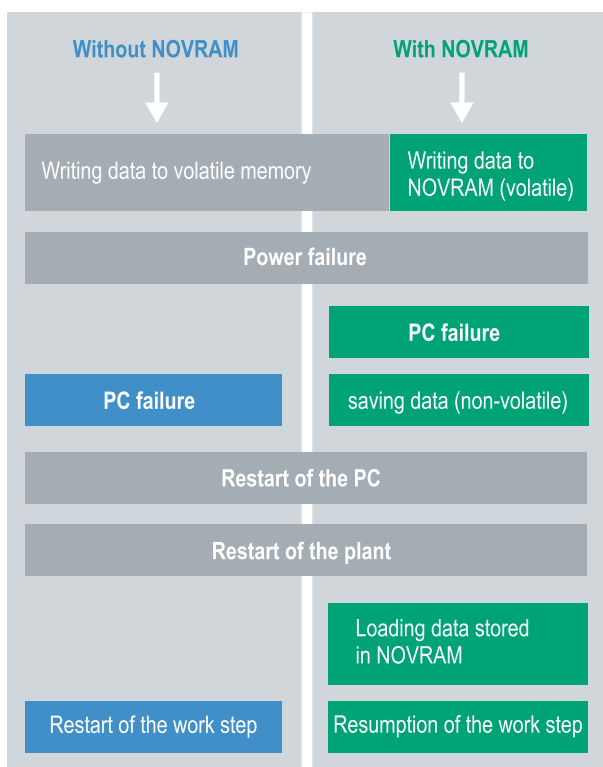 Without NOVRAM
With NOVRAM
Writing data to volatile memory
Writing data to
NOVRAM (volatile)
Power failure
PC failure
PC failure
saving data (non-volatile)
Restart of the PC
Restart of the plant
Loading data stored
in NOVRAM
Restart of the work step
Resumption of the work step